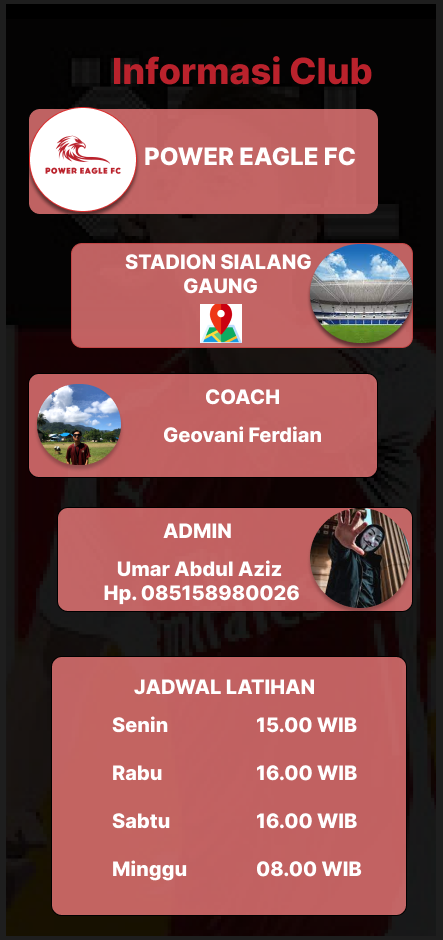 Informasi Club
POWER EAGLE FC
POWER EAGLE FC
STADION SIALANG
GAUNG
COACH
Geovani Ferdian
ADMIN
Umar Abdul Aziz
Hp. 085158980026
JADWAL LATIHAN
Senin 15.00 WIB
Rabu 16.00 WIB
Sabtu 16.00 WIB
Minggu 08.00 WIB